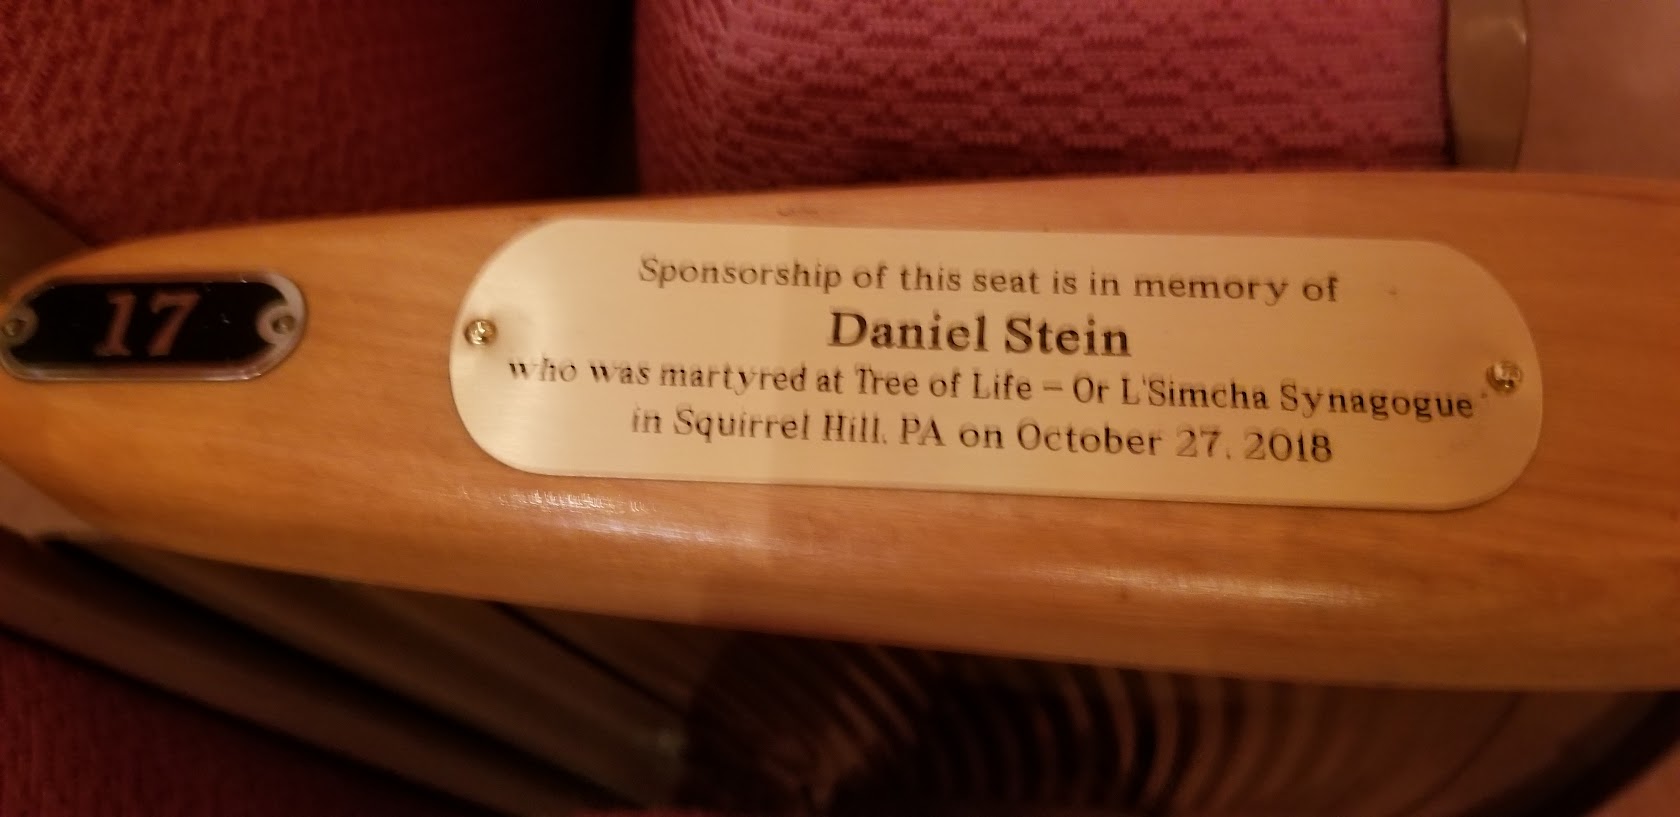 17
Sponsorship of this seat is in memory of
Daniel Stein
who was martyred at Tree of Life – Or L'Simcha Synagogue
in Squirrel Hill, PA on October 27, 2018